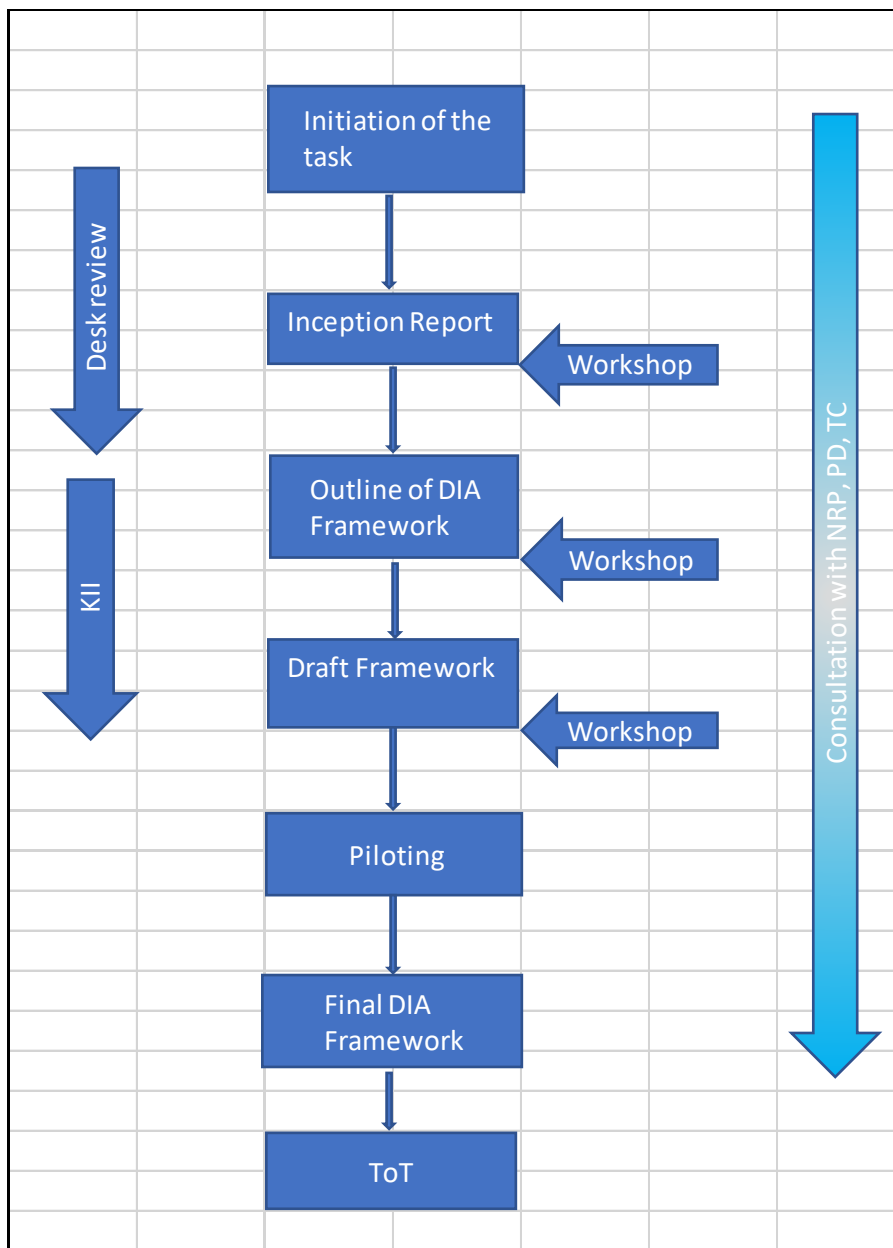 Initiation of the
task
Desk review
Inception Report
Workshop
Outline of DIA
Framework
Workshop
KII
Draft Framework
Workshop
Consultation with NRP, PD, TC
Piloting
Final DIA
Framework
ToT